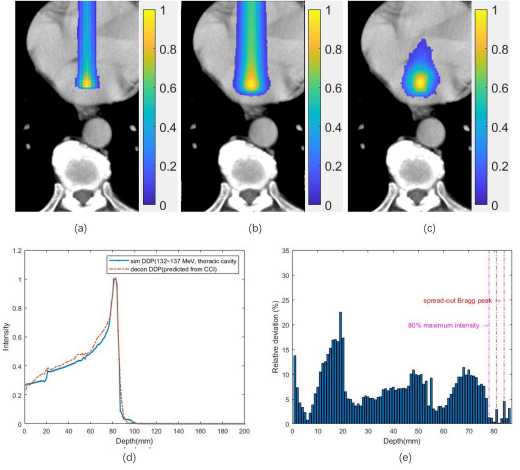 1
0.8
0.6
0.4
0.2
0
1
0.8
0.6
0.4
0.2
0
1
0.8
0.6
0.4
0.2
0
(a)
(b)
(c)
1.2
1
0.8
0.6
0.4
0.2
0
Intensity
sim DDP(132~137 MeV, thoracic cavity
decon DDP(predicted from CCI)
0 20 40 60 80 100 120 140 160 180 200
Depth(mm)
(d)
35
30
25
20
15
10
5
0
Relative deviation (%)
spread-out Bragg peak
80% maximum intensity
0 10 20 30 40 50 60 70 80
Depth(mm)
(e)